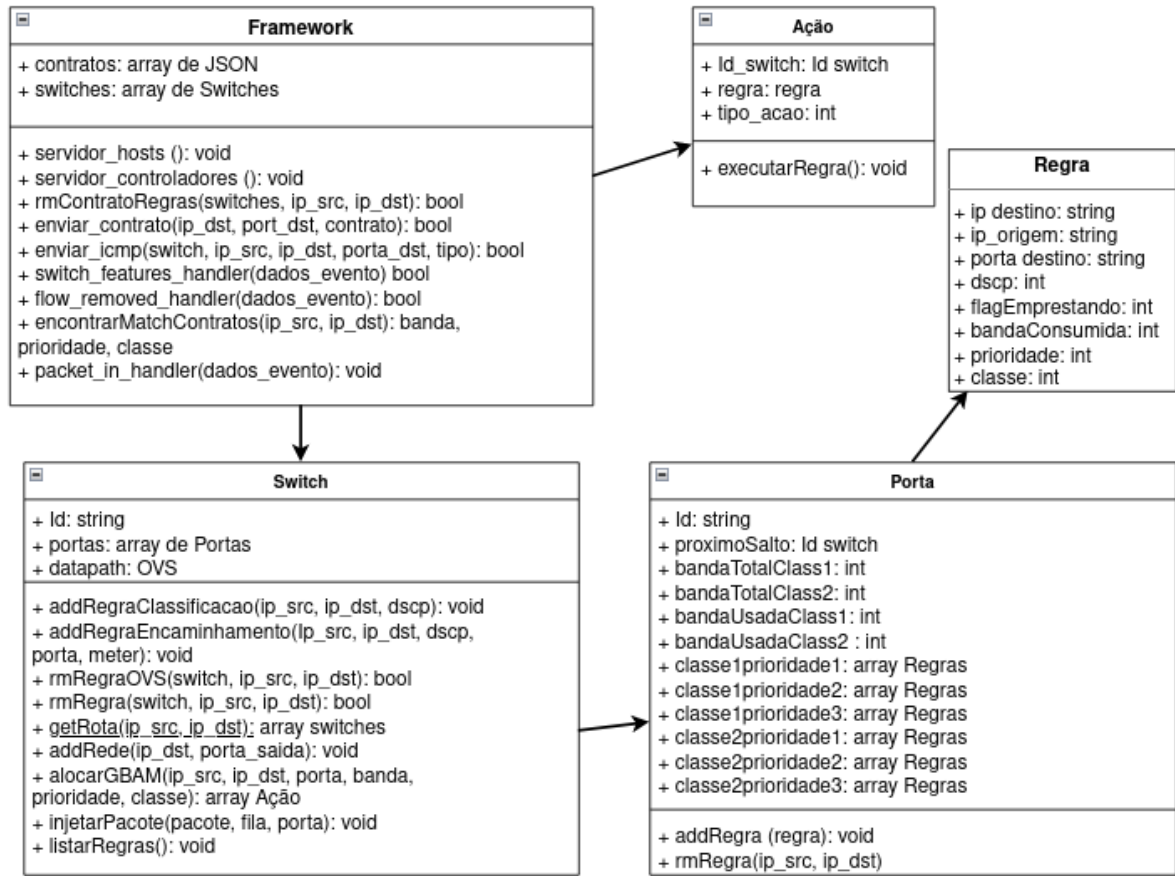 Framework
+ contratos: array de JSON
+ switches: array de Switches
+ servidor_hosts (): void
+ servidor_controladores (): void
+ rmContratoRegras(switches, ip_src, ip_dst): bool
+ enviar_contrato(ip_dst, port_dst, contrato): bool
+ enviar_icmp(switch, ip_src, ip_dst, porta_dst, tipo): bool
+ switch_features_handler(dados_evento) bool
+ flow_removed_handler(dados_evento): bool
+ encontrarMatchContratos(ip_src, ip_dst): banda,
prioridade, classe
+ packet_in_handler(dados_evento): void
Ação
+ Id_switch: Id switch
+ regra: regra
+ tipo_acao: int
+ executarRegra(): void
Regra
+ ip destino: string
+ ip_origem: string
+ porta destino: string
+ dscp: int
+ flagEmprestando: int
+ bandaConsumida: int
+ prioridade: int
+ classe: int
Switch
+ Id: string
+ portas: array de Portas
+ datapath: OVS
+ addRegraClassificacao(ip_src, ip_dst, dscp): void
+ addRegraEncaminhamento(Ip_src, ip_dst, dscp,
porta, meter): void
+ rmRegraOVS(switch, ip_src, ip_dst): bool
+ rmRegra(switch, ip_src, ip_dst): bool
+ getRota(ip_src, ip_dst): array switches
+ addRede(ip_dst, porta_saida): void
+ alocarGBAM(ip_src, ip_dst, porta, banda,
prioridade, classe): array Ação
+ injetarPacote(pacote, fila, porta): void
+ listarRegras(): void
Porta
+ Id: string
+ proximoSalto: Id switch
+ bandaTotalClass1: int
+ bandaTotalClass2: int
+ bandaUsadaClass1: int
+ bandaUsadaClass2 : int
+ classe1prioridade1: array Regras
+ classe1prioridade2: array Regras
+ classe1prioridade3: array Regras
+ classe2prioridade1: array Regras
+ classe2prioridade2: array Regras
+ classe2prioridade3: array Regras
+ addRegra (regra): void
+ rmRegra(ip_src, ip_dst)